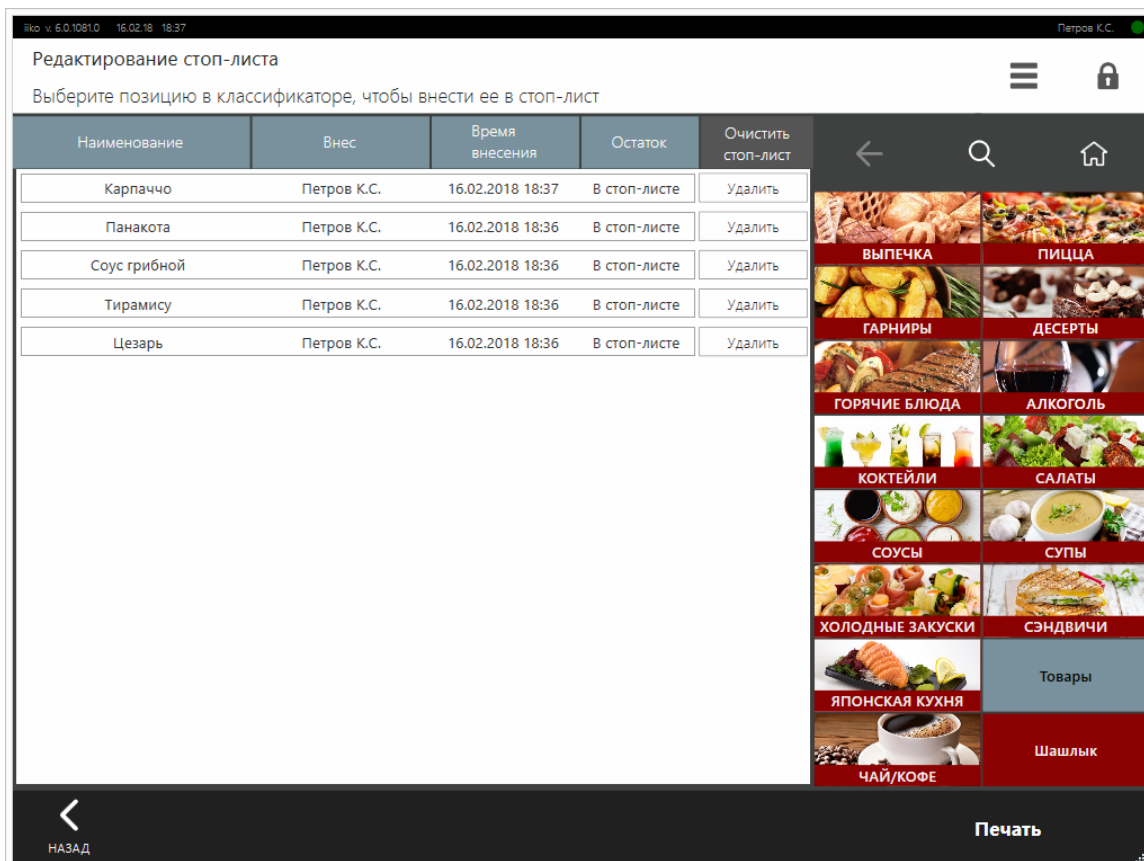 iiko v. 6.0.1081.0 16.02.18 18:37 Петров К.С.
Редактирование стоп-листа
Выберите позицию в классификаторе, чтобы внести ее в стоп-лист
Наименование Внес Время внесения Остаток Очистить стоп-лист
Карпаччо Петров К.С. 16.02.2018 18:37 В стоп-листе Удалить
Панакота Петров К.С. 16.02.2018 18:36 В стоп-листе Удалить
Соус грибной Петров К.С. 16.02.2018 18:36 В стоп-листе Удалить
Тирамису Петров К.С. 16.02.2018 18:36 В стоп-листе Удалить
Цезарь Петров К.С. 16.02.2018 18:36 В стоп-листе Удалить
ВЫПЕЧКА ПИЦЦА
ГАРНИРЫ ДЕСЕРТЫ
ГОРЯЧИЕ БЛЮДА АЛКОГОЛЬ
КОКТЕЙЛИ САЛАТЫ
СОУСЫ СУПЫ
ХОЛОДНЫЕ ЗАКУСКИ СЭНДВИЧИ
ЯПОНСКАЯ КУХНЯ Товары
ЧАЙ/КОФЕ Шашлык
НАЗАД Печать